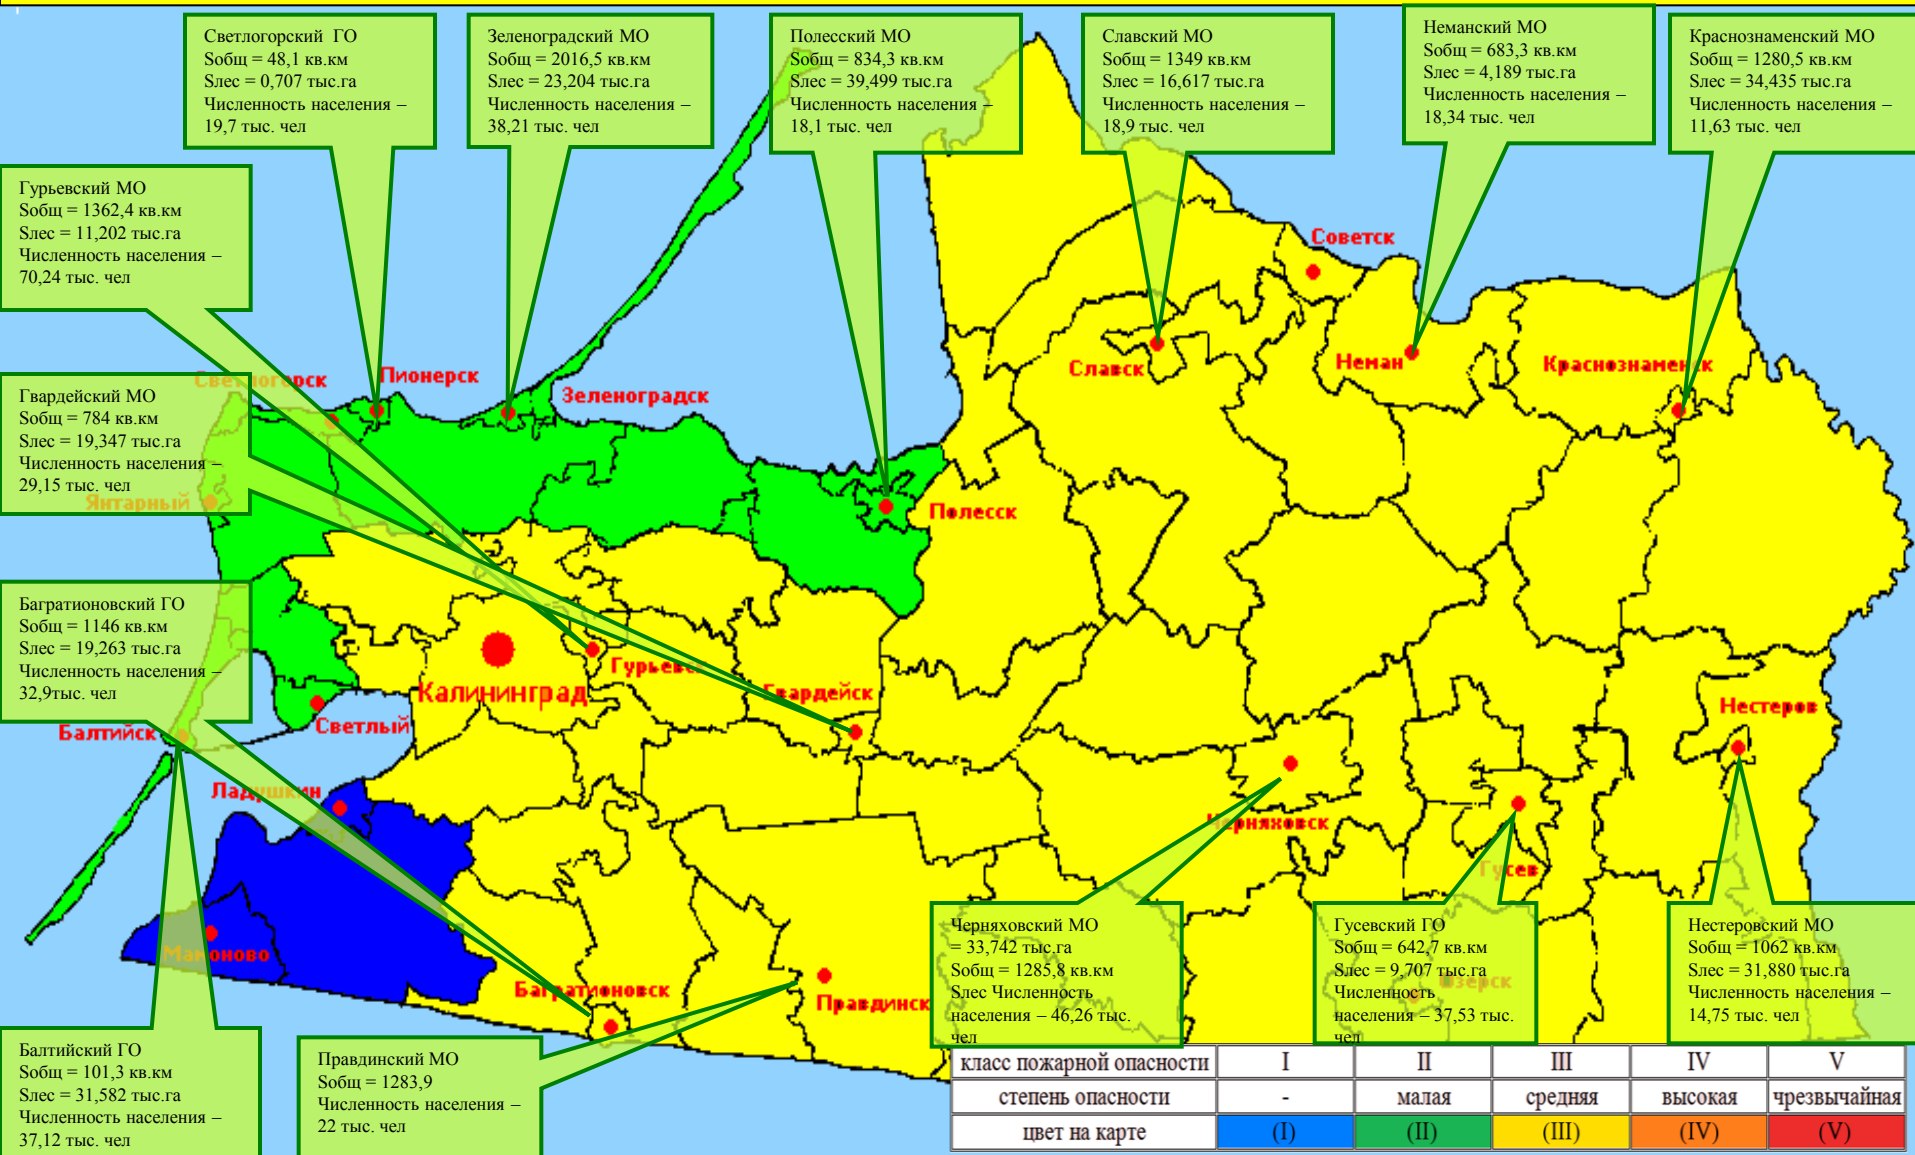 Светлогорский ГО
Sобщ = 48,1 кв.км
Sлес = 0,707 тыс.га
Численность населения –
19,7 тыс. чел
Зеленоградский МО
Sобщ = 2016,5 кв.км
Sлес = 23,204 тыс.га
Численность населения –
38,21 тыс. чел
Полесский МО
Sобщ = 834,3 кв.км
Sлес = 39,499 тыс.га
Численность населения –
18,1 тыс. чел
Славский МО
Sобщ = 1349 кв.км
Sлес = 16,617 тыс.га
Численность населения –
18,9 тыс. чел
Неманский МО
Sобщ = 683,3 кв.км
Sлес = 4,189 тыс.га
Численность населения –
18,34 тыс. чел
Краснознаменский МО
Sобщ = 1280,5 кв.км
Sлес = 34,435 тыс.га
Численность населения –
11,63 тыс. чел
Гурьевский МО
Sобщ = 1362,4 кв.км
Sлес = 11,202 тыс.га
Численность населения –
70,24 тыс. чел
Советск
Славск
Неман
Краснознаменск
Светлогорск
Пионерск
Зеленоградск
Гвардейский МО
Sобщ = 784 кв.км
Sлес = 19,347 тыс.га
Численность населения –
29,15 тыс. чел
Янтарный
Полесск
Багратионовский ГО
Sобщ = 1146 кв.км
Sлес = 19,263 тыс.га
Численность населения –
32,9тыс. чел
Гурьевск
Калининград
Гвардейск
Нестеров
Балтийск
Светлый
Ладушкин
Черняховск
Гусев
Мамоново
Багратионовск
Правдинск
Озерск
Черняховский МО
= 33,742 тыс.га
Sобщ = 1285,8 кв.км
Sлес Численность
населения – 46,26 тыс.
чел
Гусевский ГО
Sобщ = 642,7 кв.км
Sлес = 9,707 тыс.га
Численность
населения – 37,53 тыс.
чел
Нестеровский МО
Sобщ = 1062 кв.км
Sлес = 31,880 тыс.га
Численность населения –
14,75 тыс. чел
Балтийский ГО
Sобщ = 101,3 кв.км
Sлес = 31,582 тыс.га
Численность населения –
37,12 тыс. чел
Правдинский МО
Sобщ = 1283,9
Численность населения –
22 тыс. чел
класс пожарной опасности I II III IV V
степень опасности - малая средняя высокая чрезвычайная
цвет на карте (I) (II) (III) (IV) (V)